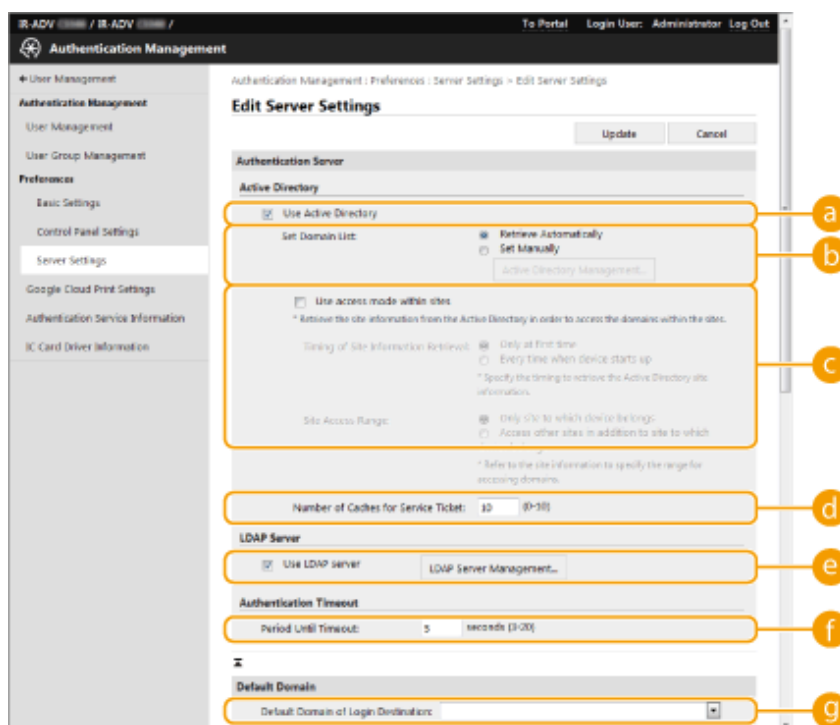 IR-ADV / IR-ADV /
To Portal Login User: Administrator Log Out
Authentication Management
User Management
Authentication Management : Preferences : Server Settings > Edit Server Settings
Authentication Management
Edit Server Settings
User Management
Update Cancel
User Group Management
Authentication Server
Preferences
Active Directory
Basic Settings
Use Active Directory
a
Control Panel Settings
Set Domain List:
Retrieve Automatically
Set Manually
b
Server Settings
Active Directory Management...
Google Cloud Print Settings
Use access mode within sites
Authentication Service Information
* Retrieve the site information from the Active Directory in order to access the domains within the sites.
IC Card Driver Information
Timing of Site Information Retrieval:
Only at first time
Every time when device starts up
c
* Specify the timing to retrieve the Active Directory site
information.
Site Access Range:
Only site to which device belongs
Access other sites in addition to site to which
* Refer to the site information to specify the range for
accessing domains.
Number of Caches for Service Ticket: 10 (0-10)
d
LDAP Server
Use LDAP server
LDAP Server Management...
e
Authentication Timeout
Period Until Timeout: 5 seconds (3-20)
f
Default Domain
Default Domain of Login Destination:
g